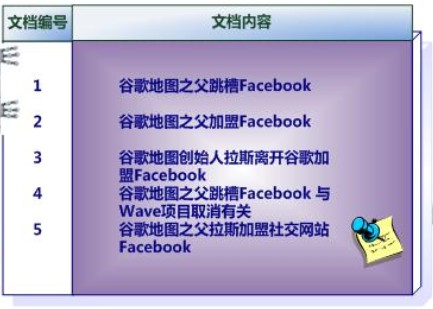 文档编号 文档内容
1 谷歌地图之父跳槽Facebook
2 谷歌地图之父加盟Facebook
3 谷歌地图创始人拉斯离开谷歌加
盟Facebook
4 谷歌地图之父跳槽Facebook 与
Wave项目取消有关
5 谷歌地图之父拉斯加盟社交网站
Facebook